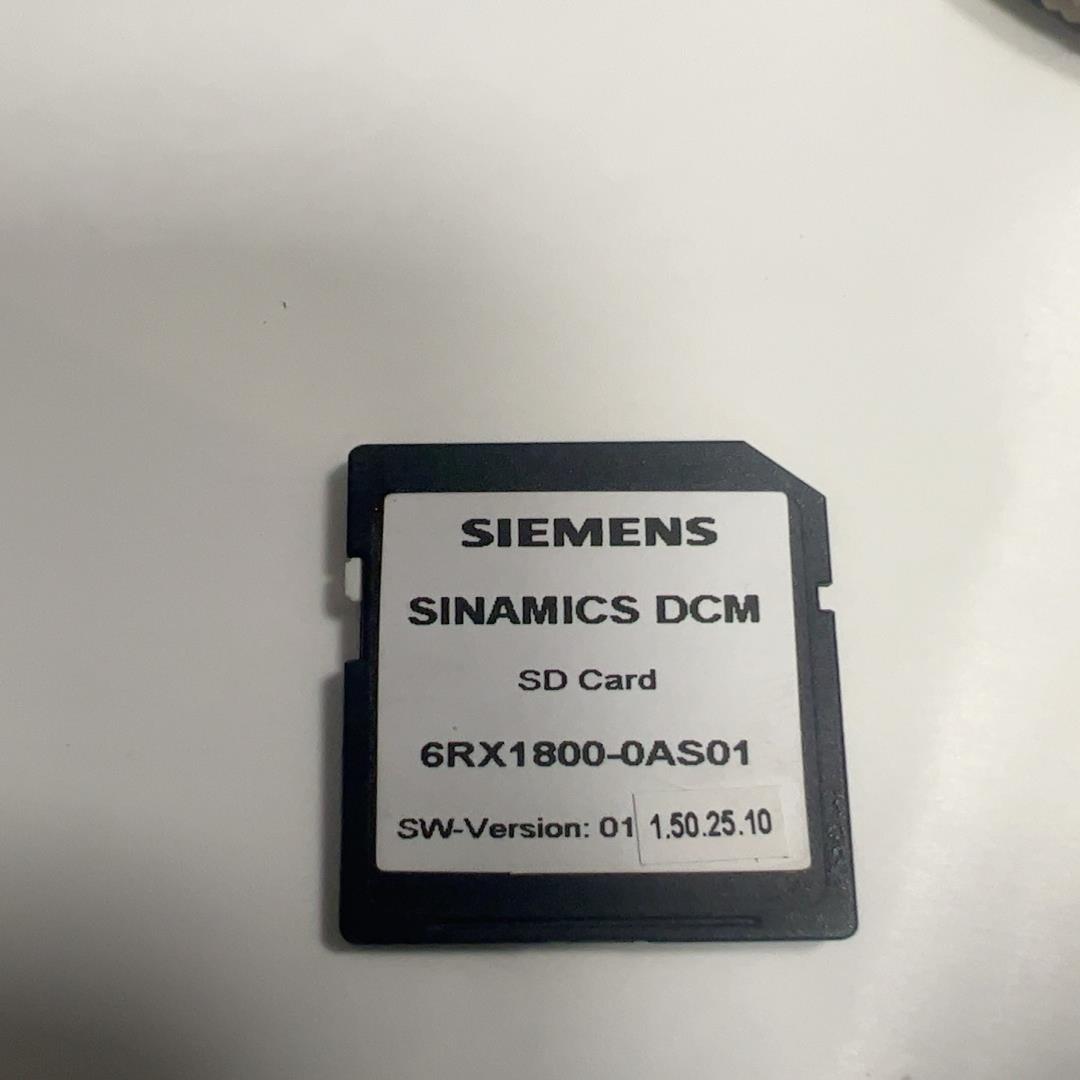 SIEMENS
SINAMICS DCM
SD Card
6RX1800-0AS01
SW-Version: 01 1.50.25.10